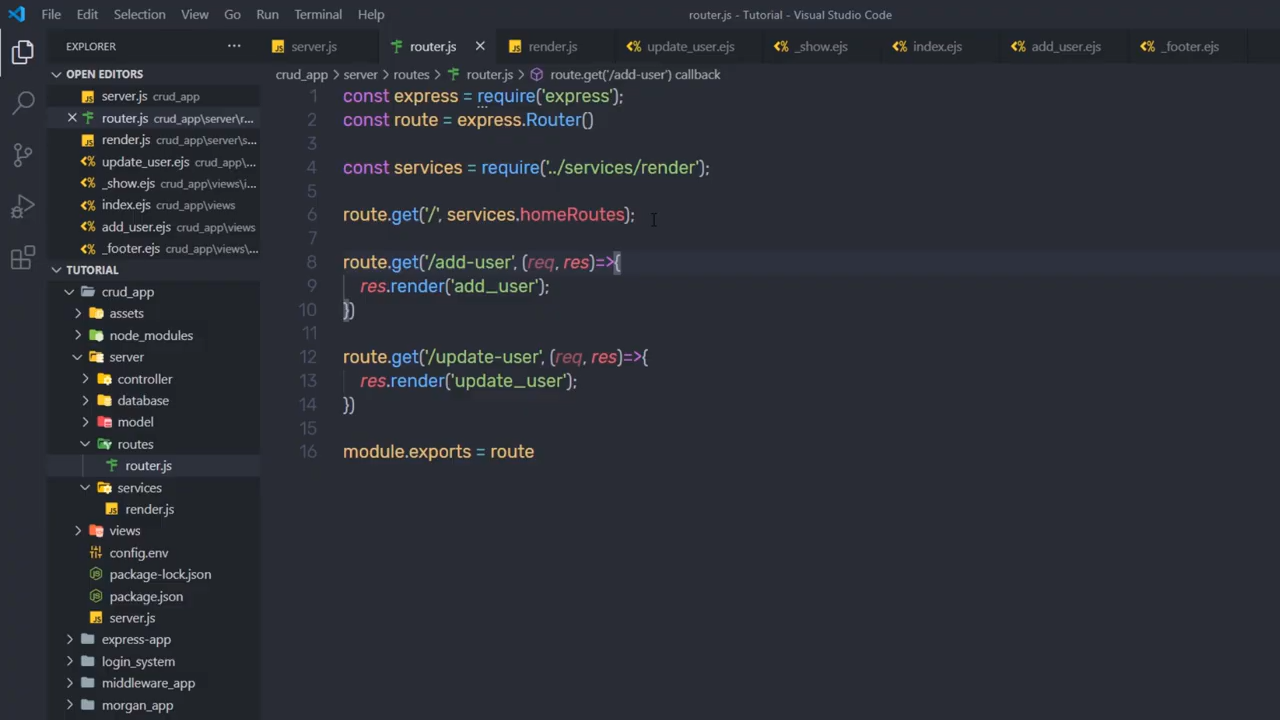 File Edit Selection View Go Run Terminal Help router.js - Tutorial - Visual Studio Code
EXPLORER ··· server.js router.js render.js update_user.ejs _show.ejs index.ejs add_user.ejs _footer.ejs
OPEN EDITORS
server.js crud_app
router.js crud_app\server\r...
render.js crud_app\server\s...
update_user.ejs crud_app\...
_show.ejs crud_app\views\i...
index.ejs crud_app\views
add_user.ejs crud_app\views
_footer.ejs crud_app\views\...
TUTORIAL
crud_app
assets
node_modules
server
controller
database
model
routes
router.js
services
render.js
views
config.env
package-lock.json
package.json
server.js
express-app
login_system
middleware_app
morgan_app
crud_app > server > routes > router.js > route.get('/add-user') callback
1 const express = require('express');
2 const route = express.Router()
3
4 const services = require('../services/render');
5
6 route.get('/', services.homeRoutes);
7
8 route.get('/add-user', (req, res)=>{
9 res.render('add_user');
10 })
11
12 route.get('/update-user', (req, res)=>{
13 res.render('update_user');
14 })
15
16 module.exports = route